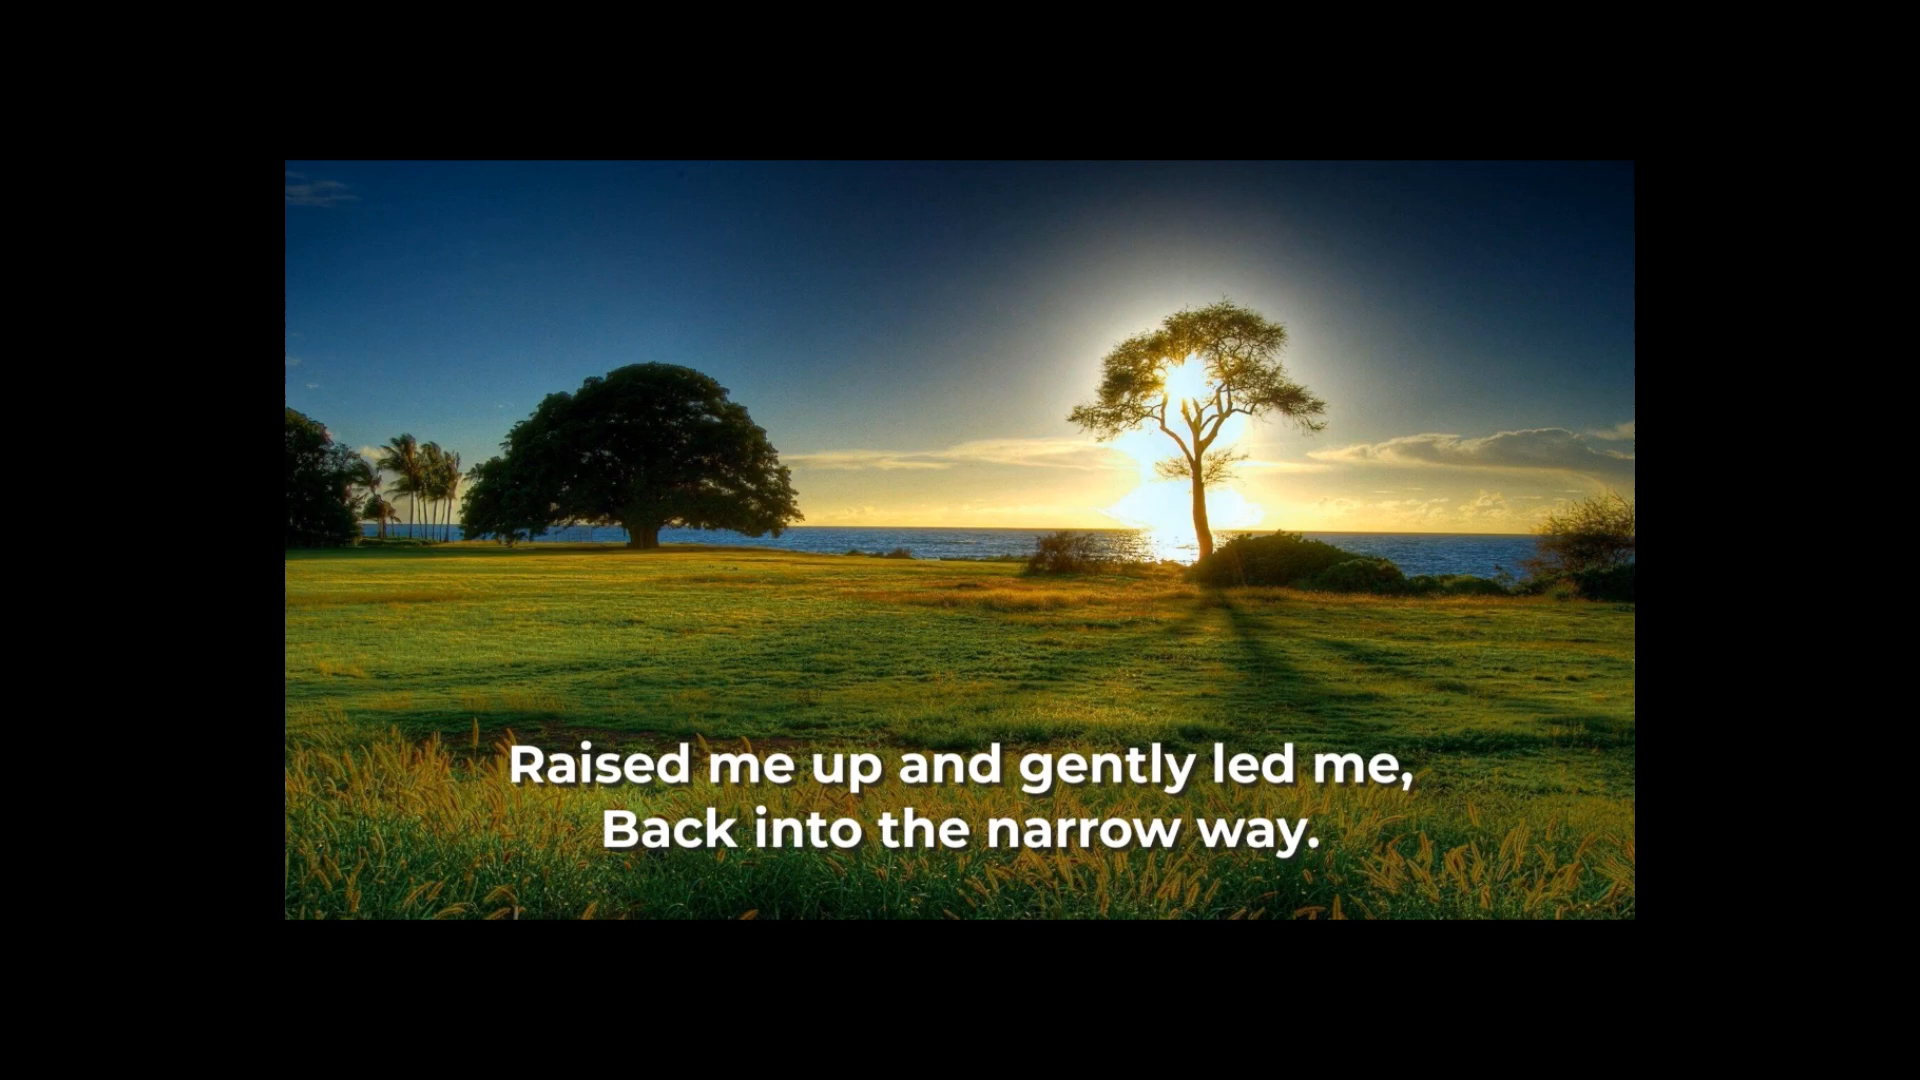 Raised me up and gently led me,
Back into the narrow way.